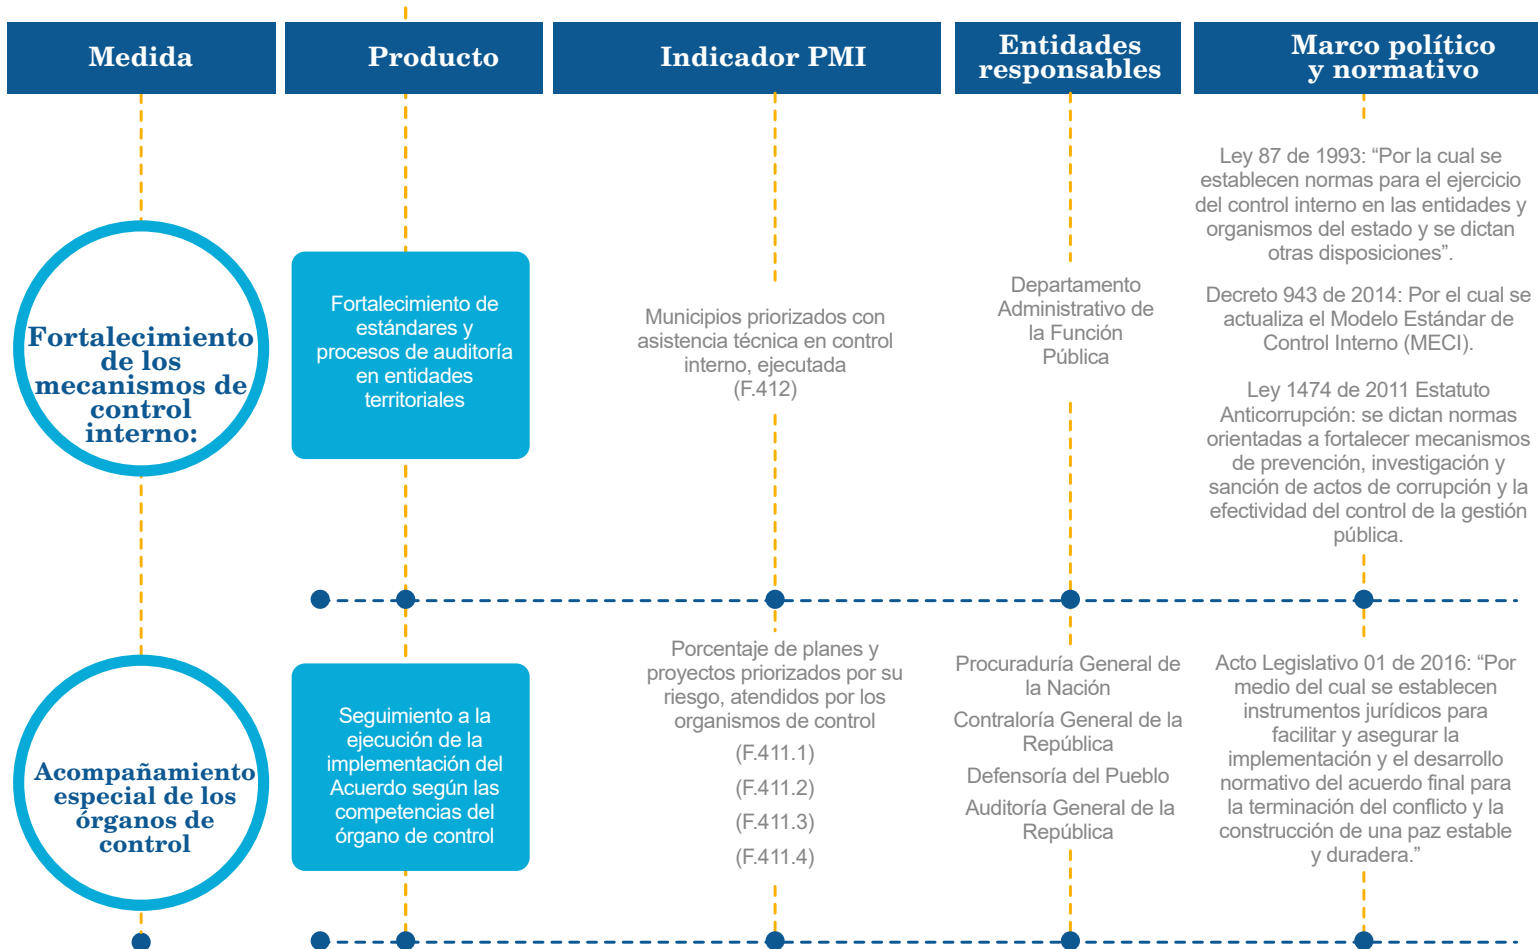 Medida
Producto
Indicador PMI
Entidades
responsables
Marco político
y normativo
Fortalecimiento
de los
mecanismos de
control
interno:
Fortalecimiento de
estándares y
procesos de auditoría
en entidades
territoriales
Municipios priorizados con
asistencia técnica en control
interno, ejecutada
(F.412)
Departamento
Administrativo de
la Función
Pública
Ley 87 de 1993: “Por la cual se
establecen normas para el ejercicio
del control interno en las entidades y
organismos del estado y se dictan
otras disposiciones”.
Decreto 943 de 2014: Por el cual se
actualiza el Modelo Estándar de
Control Interno (MECI).
Ley 1474 de 2011 Estatuto
Anticorrupción: se dictan normas
orientadas a fortalecer mecanismos
de prevención, investigación y
sanción de actos de corrupción y la
efectividad del control de la gestión
pública.
Acompañamiento
especial de los
órganos de
control
Seguimiento a la
ejecución de la
implementación del
Acuerdo según las
competencias del
órgano de control
Porcentaje de planes y
proyectos priorizados por su
riesgo, atendidos por los
organismos de control
(F.411.1)
(F.411.2)
(F.411.3)
(F.411.4)
Procuraduría General de
la Nación
Contraloría General de la
República
Defensoría del Pueblo
Auditoría General de la
República
Acto Legislativo 01 de 2016: “Por
medio del cual se establecen
instrumentos jurídicos para
facilitar y asegurar la
implementación y el desarrollo
normativo del acuerdo final para
la terminación del conflicto y la
construcción de una paz estable
y duradera.”